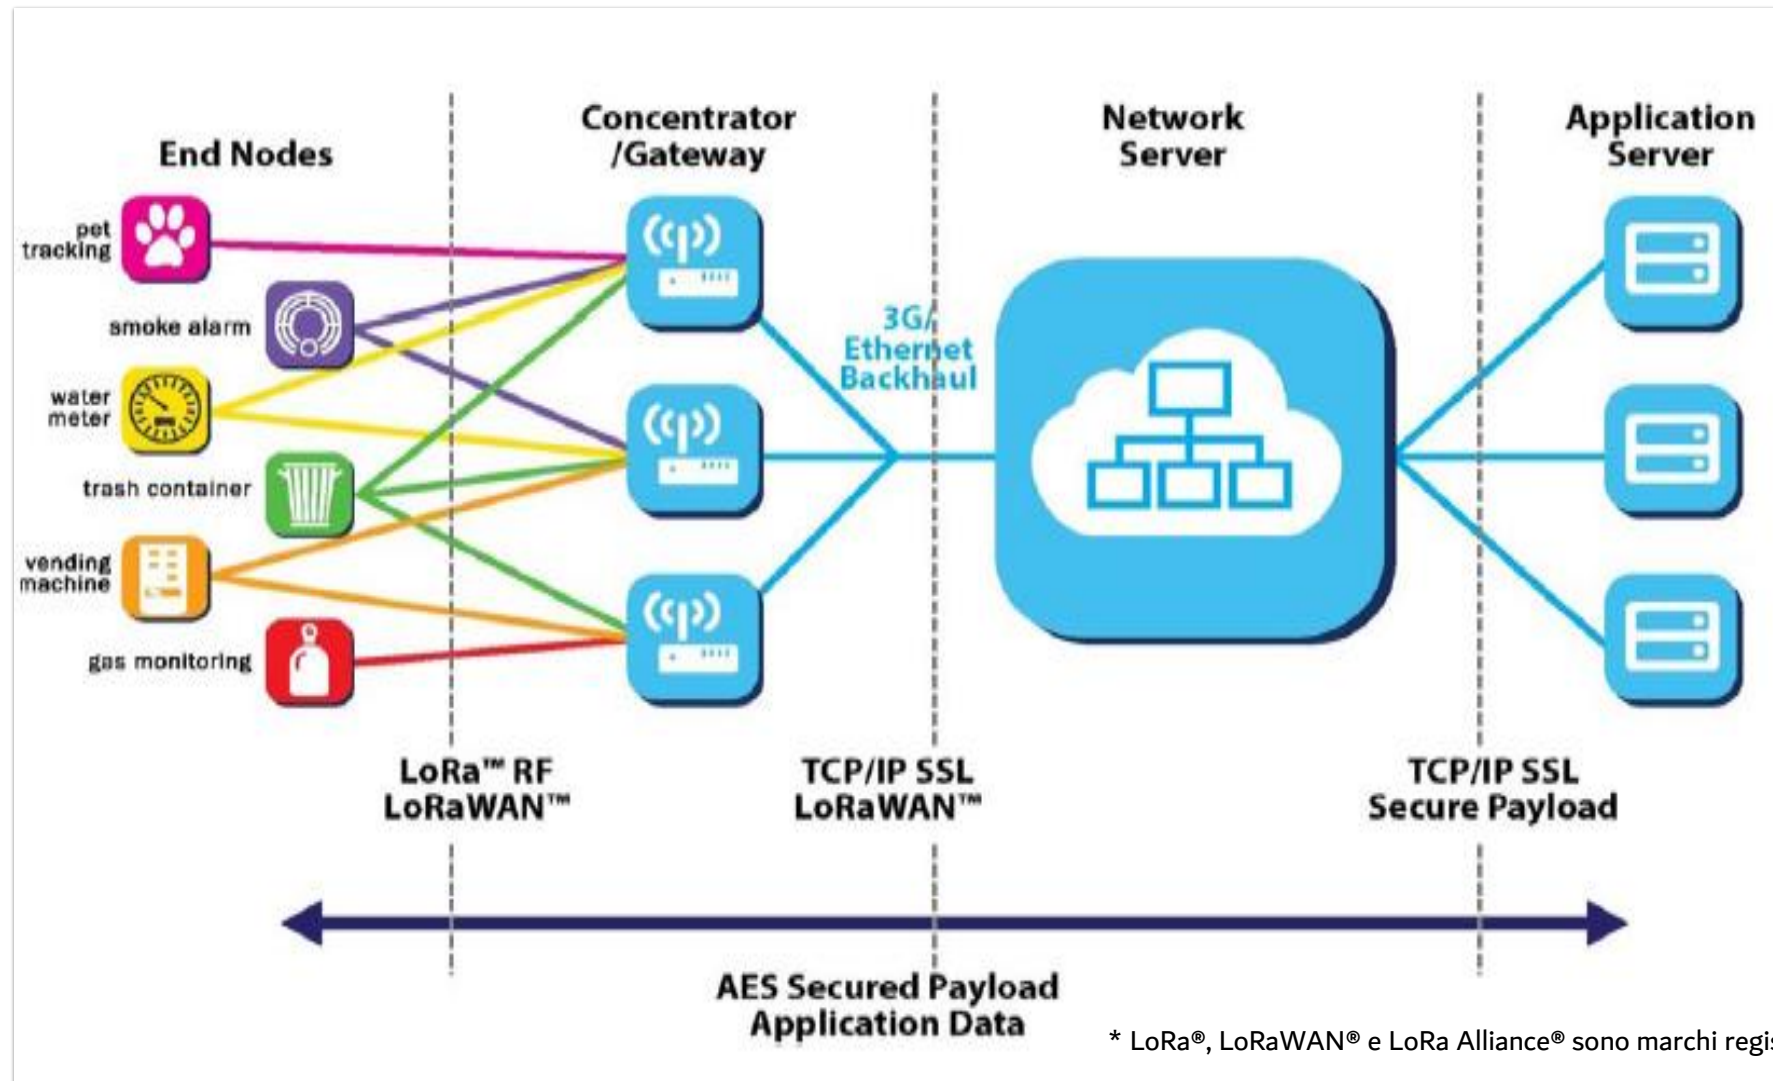 End Nodes
Concentrator
/Gateway
Network
Server
Application
Server
pet
tracking
smoke alarm
water
meter
trash container
vending
machine
gas monitoring
3G/
Ethernet
Backhaul
LoRa™ RF
LoRaWAN™
TCP/IP SSL
LoRaWAN™
TCP/IP SSL
Secure Payload
AES Secured Payload
Application Data
* LoRa®, LoRaWAN® e LoRa Alliance® sono marchi regis